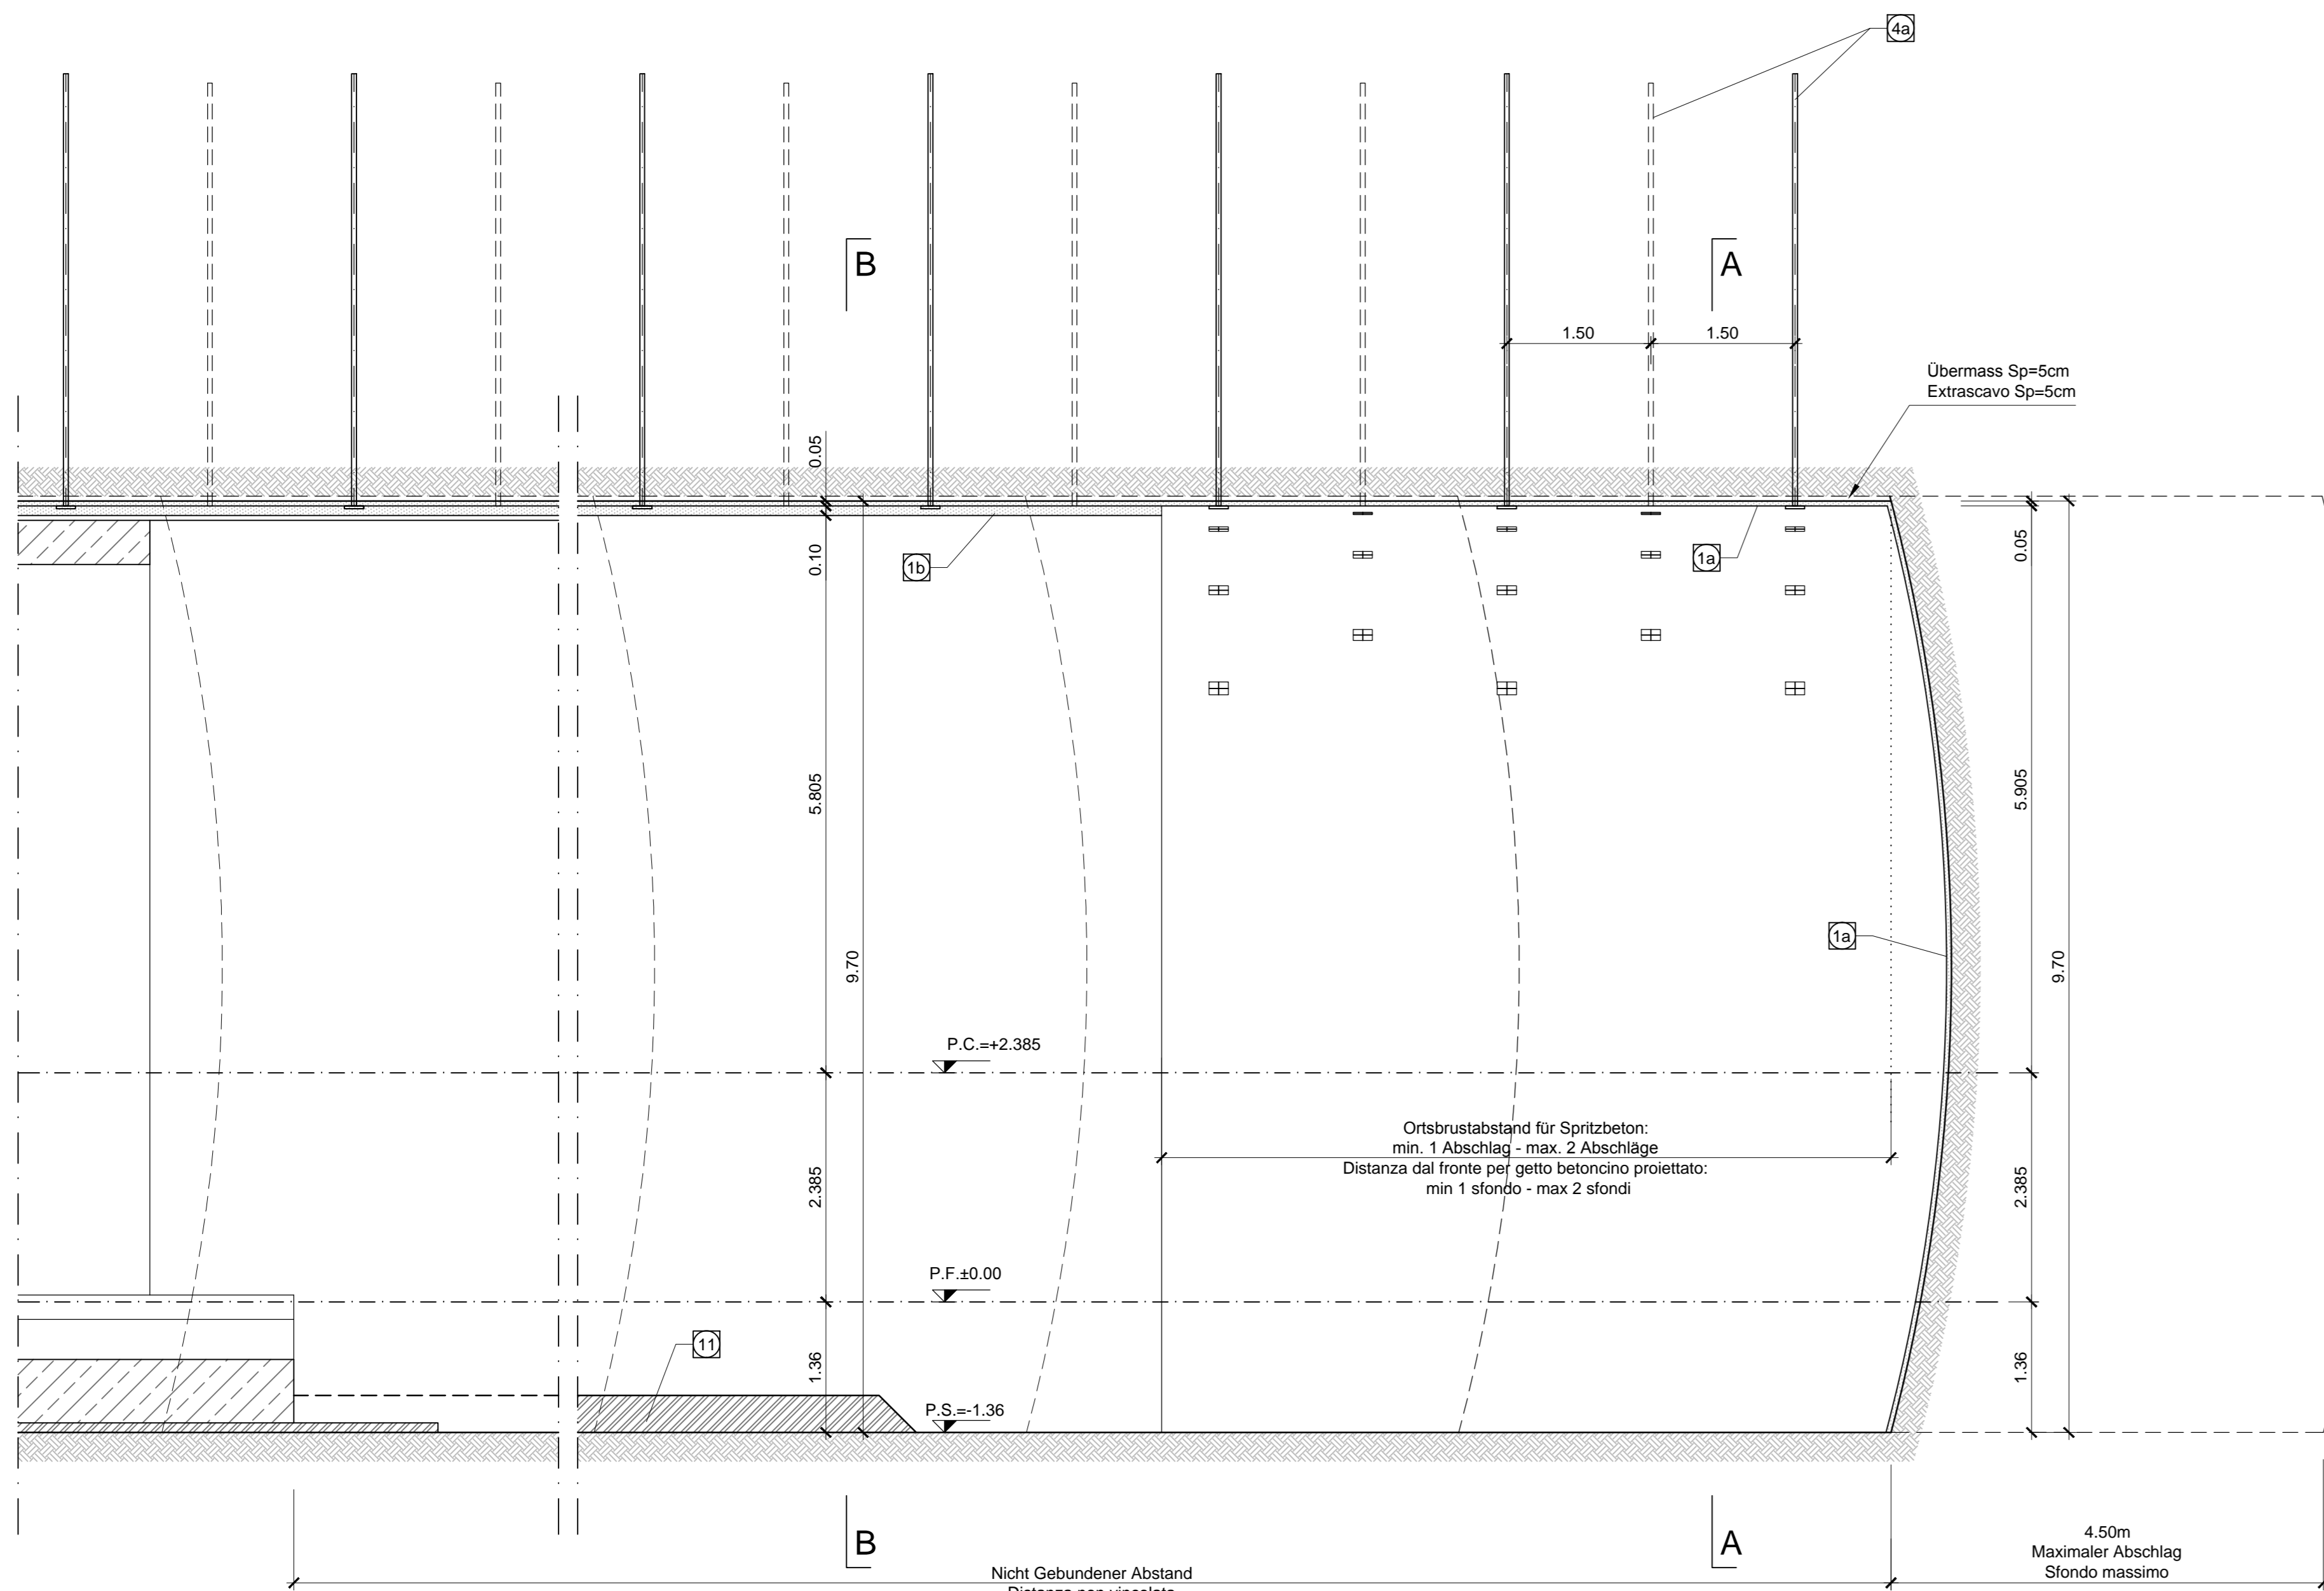 4a
B
A
1.50
1.50
Übermass Sp=5cm
Extrascavo Sp=5cm
0.05
0.10
1b
1a
0.05
5.805
5.905
9.70
1a
9.70
P.C.=+2.385
Ortsbrustabstand für Spritzbeton:
min. 1 Abschlag - max. 2 Abschläge
Distanza dal fronte per getto betoncino proiettato:
min 1 sfondo - max 2 sfondi
2.385
2.385
P.F.±0.00
11
1.36
1.36
P.S.=-1.36
B
A
4.50m
Maximaler Abschlag
Sfondo massimo
Nicht Gebundener Abstand
Distanza non vincolata